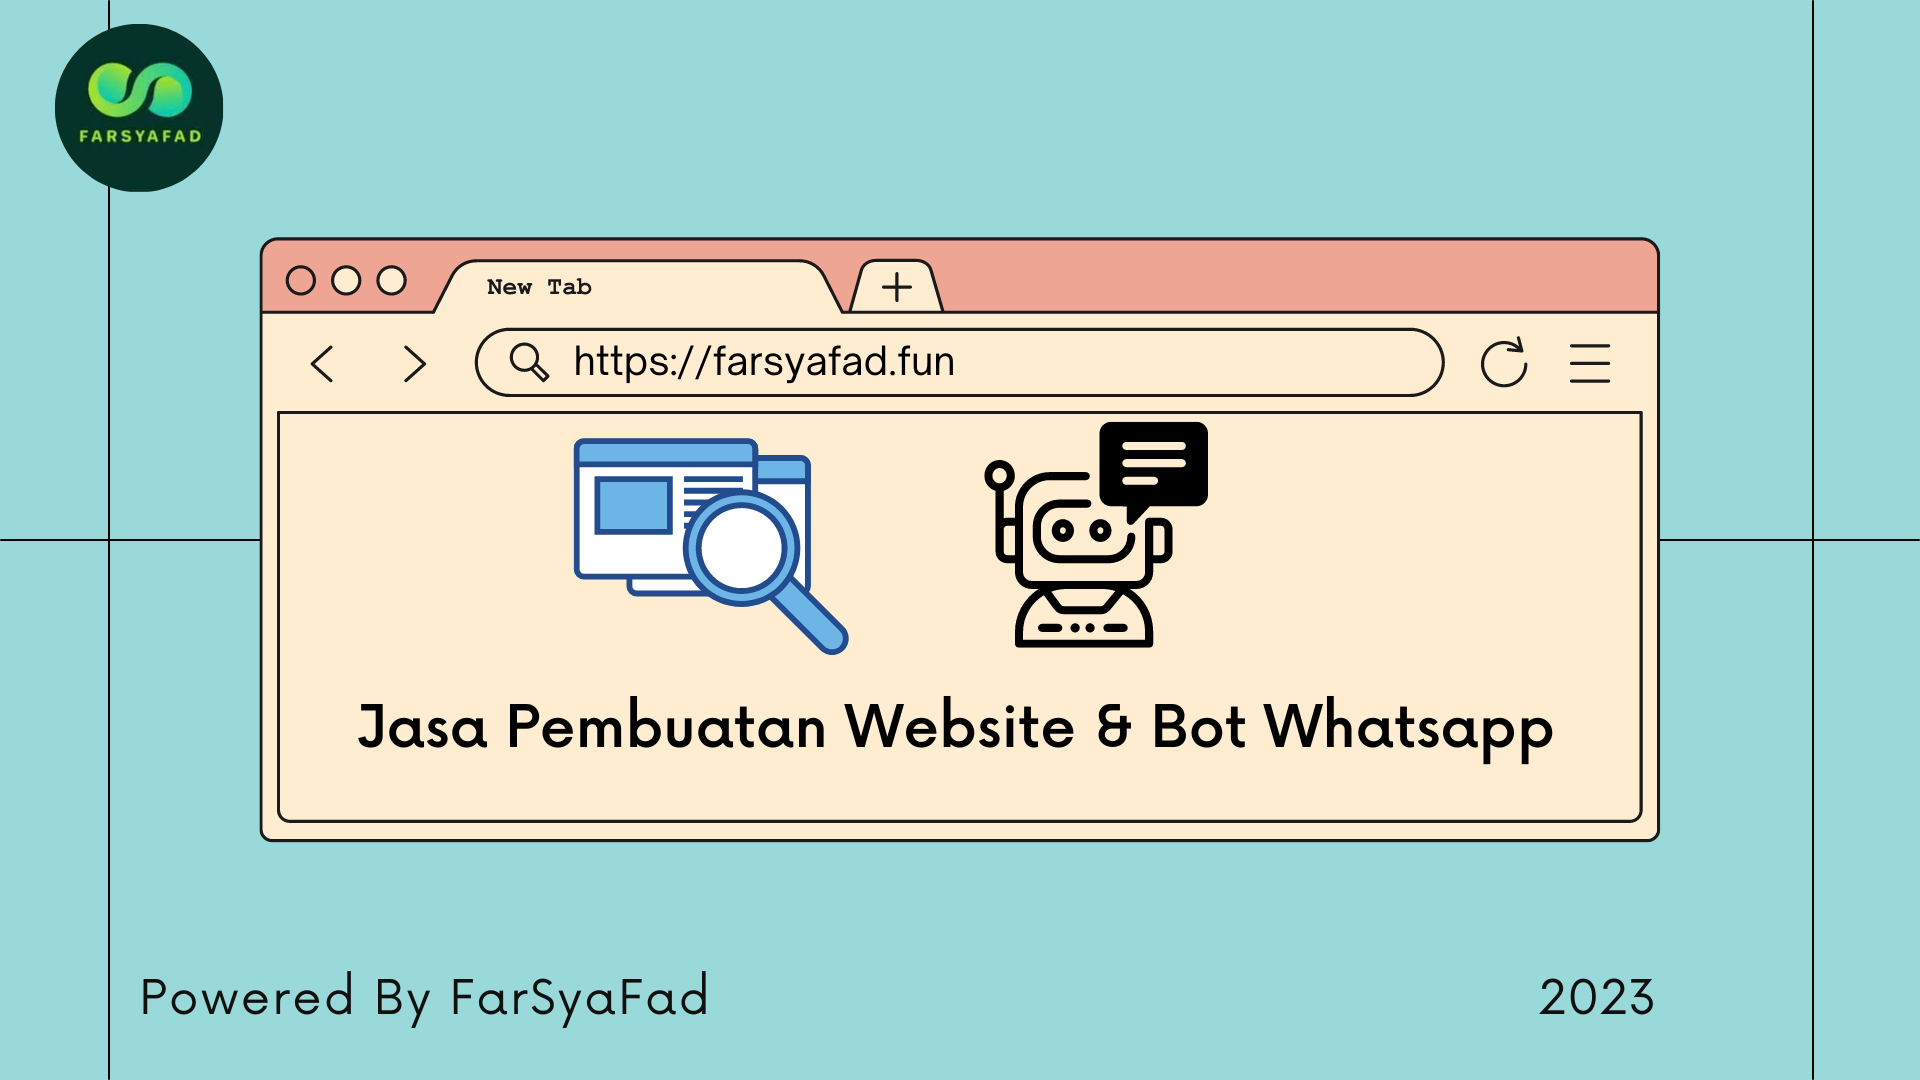 FARSYAFAD
New Tab
https://farsyafad.fun
Jasa Pembuatan Website & Bot Whatsapp
Powered By FarSyaFad
2023